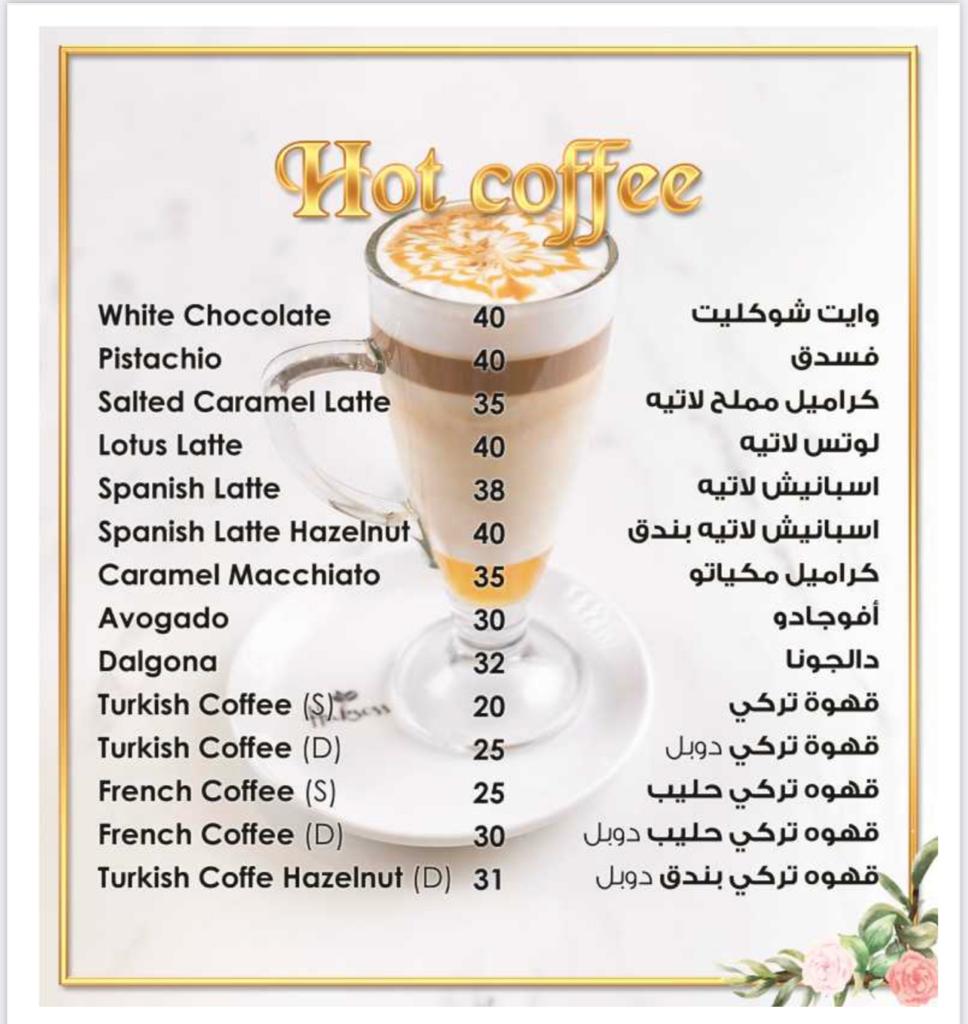 Hot coffee
White Chocolate 40 وايت شوكليت
Pistachio 40 فسدق
Salted Caramel Latte 35 كراميل مملح لاتيه
Lotus Latte 40 لوتس لاتيه
Spanish Latte 38 اسبانيش لاتيه
Spanish Latte Hazelnut 40 اسبانيش لاتيه بندق
Caramel Macchiato 35 كراميل مكياتو
Avogado 30 أفوجادو
Dalgona 32 دالجونا
Turkish Coffee (S) 20 قهوة تركي
Turkish Coffee (D) 25 قهوة تركي دوبل
French Coffee (S) 25 قهوه تركي حليب
French Coffee (D) 30 قهوه تركي حليب دوبل
Turkish Coffe Hazelnut (D) 31 قهوه تركي بندق دوبل